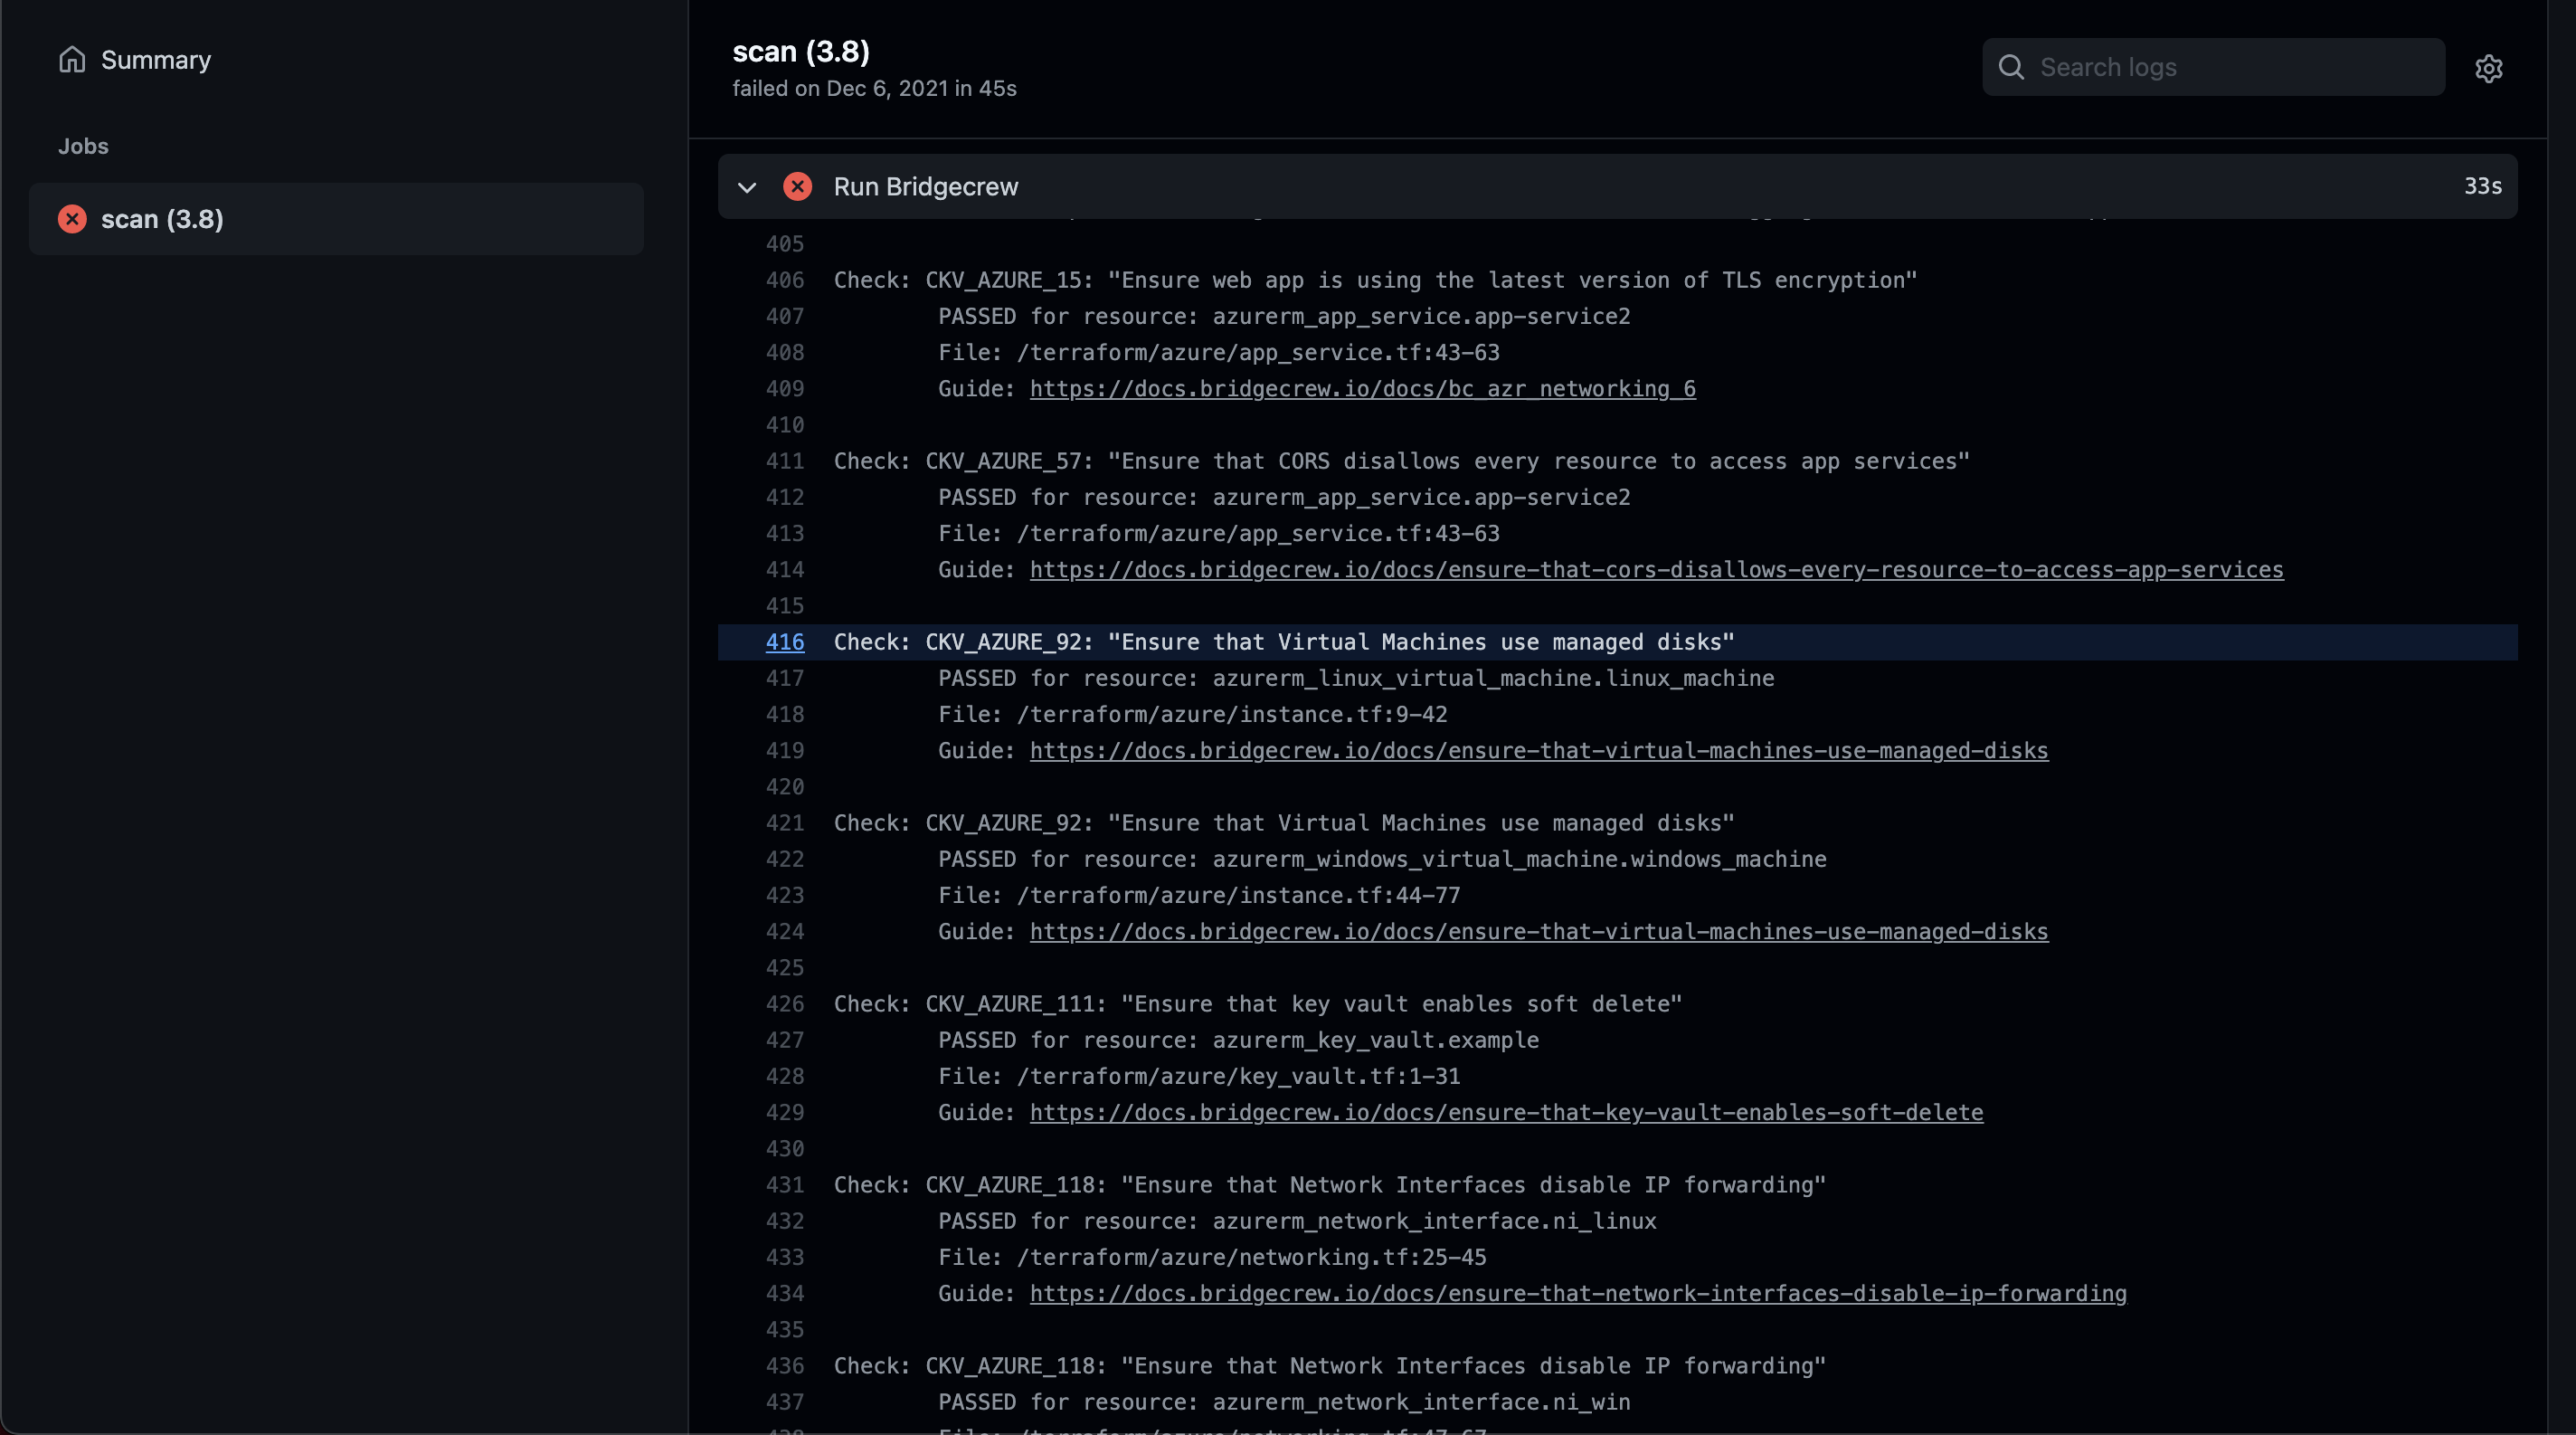 Summary
Jobs
scan (3.8)
scan (3.8)
failed on Dec 6, 2021 in 45s
Search logs
Run Bridgecrew
33s
405
406 Check: CKV_AZURE_15: "Ensure web app is using the latest version of TLS encryption"
407 PASSED for resource: azurerm_app_service.app-service2
408 File: /terraform/azure/app_service.tf:43-63
409 Guide: https://docs.bridgecrew.io/docs/bc_azr_networking_6
410
411 Check: CKV_AZURE_57: "Ensure that CORS disallows every resource to access app services"
412 PASSED for resource: azurerm_app_service.app-service2
413 File: /terraform/azure/app_service.tf:43-63
414 Guide: https://docs.bridgecrew.io/docs/ensure-that-cors-disallows-every-resource-to-access-app-services
415
416 Check: CKV_AZURE_92: "Ensure that Virtual Machines use managed disks"
417 PASSED for resource: azurerm_linux_virtual_machine.linux_machine
418 File: /terraform/azure/instance.tf:9-42
419 Guide: https://docs.bridgecrew.io/docs/ensure-that-virtual-machines-use-managed-disks
420
421 Check: CKV_AZURE_92: "Ensure that Virtual Machines use managed disks"
422 PASSED for resource: azurerm_windows_virtual_machine.windows_machine
423 File: /terraform/azure/instance.tf:44-77
424 Guide: https://docs.bridgecrew.io/docs/ensure-that-virtual-machines-use-managed-disks
425
426 Check: CKV_AZURE_111: "Ensure that key vault enables soft delete"
427 PASSED for resource: azurerm_key_vault.example
428 File: /terraform/azure/key_vault.tf:1-31
429 Guide: https://docs.bridgecrew.io/docs/ensure-that-key-vault-enables-soft-delete
430
431 Check: CKV_AZURE_118: "Ensure that Network Interfaces disable IP forwarding"
432 PASSED for resource: azurerm_network_interface.ni_linux
433 File: /terraform/azure/networking.tf:25-45
434 Guide: https://docs.bridgecrew.io/docs/ensure-that-network-interfaces-disable-ip-forwarding
435
436 Check: CKV_AZURE_118: "Ensure that Network Interfaces disable IP forwarding"
437 PASSED for resource: azurerm_network_interface.ni_win